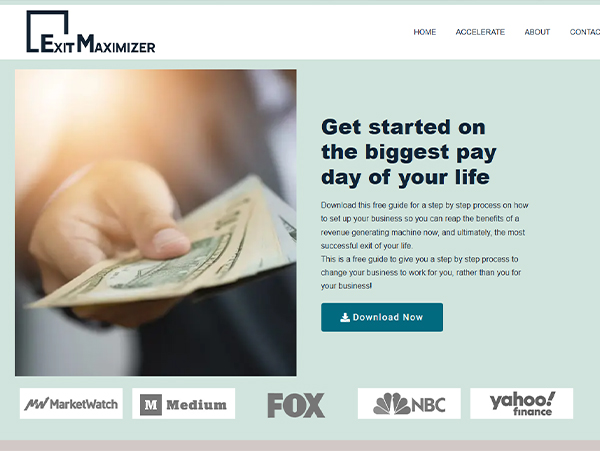 EXIT MAXIMIZER
HOME ACCELERATE ABOUT CONTAC
Get started on
the biggest pay
day of your life
Download this free guide for a step by step process on how
to set up your business so you can reap the benefits of a
revenue generating machine now, and ultimately, the most
successful exit of your life.
This is a free guide to give you a step by step process to
change your business to work for you, rather than you for
your business!
Download Now
MarketWatch M Medium FOX NBC yahoo!
finance